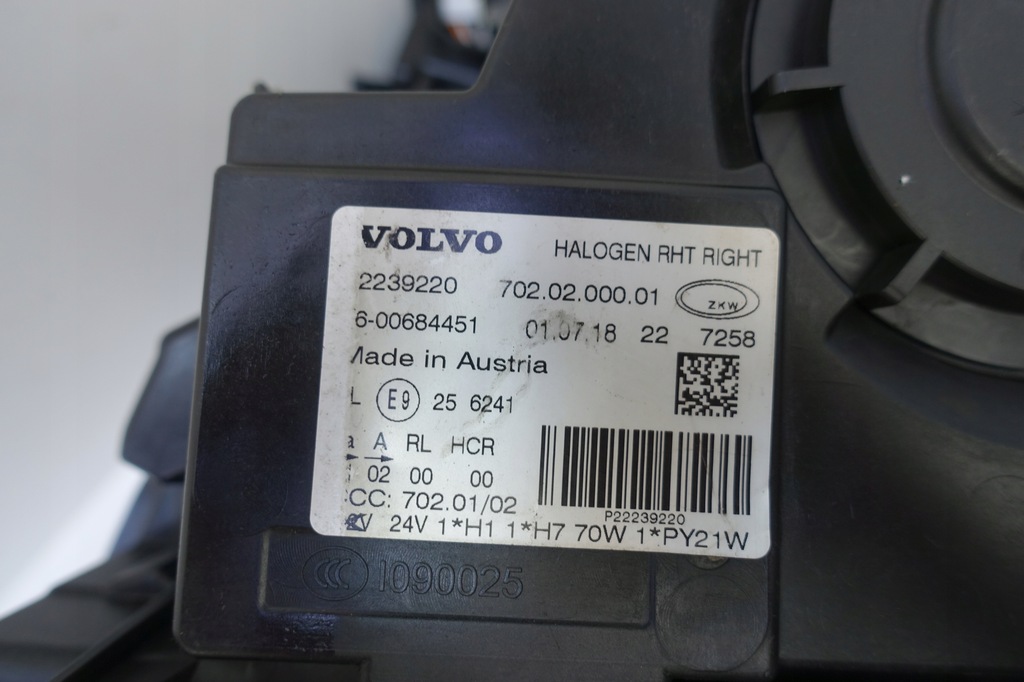 VOLVO HALOGEN RHT RIGHT
2239220 702.02.000.01 ZKW
6-00684451 01.07.18 22 7258
Made in Austria
L E9 25 6241
a A RL HCR
02 00 00
CC: 702.01/02
P22239220
24V 1*H1 1*H7 70W 1*PY21W
CCC I090025